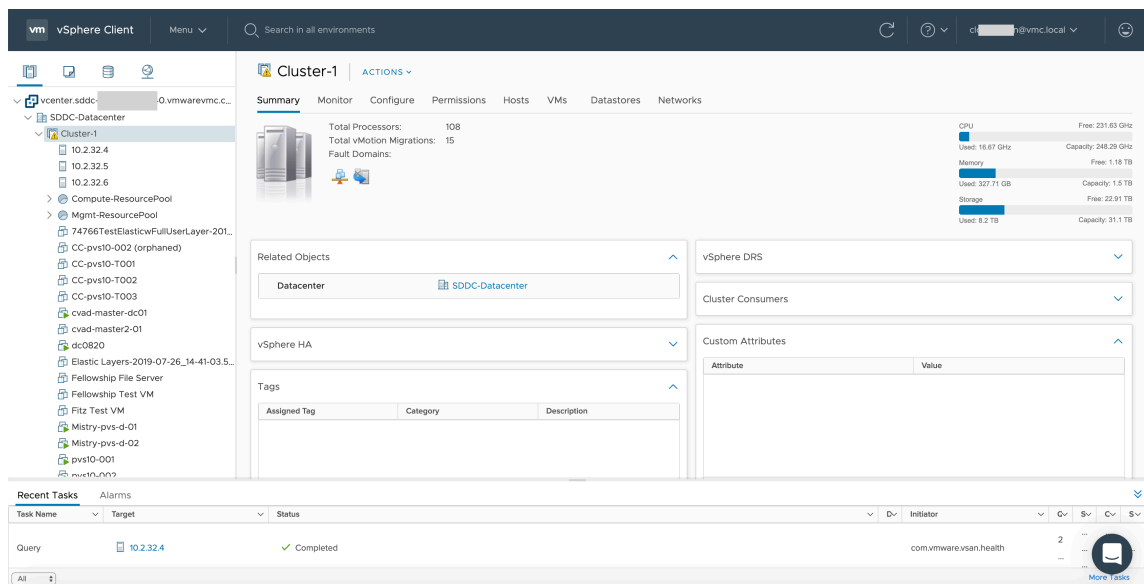 vm vSphere Client Menu Search in all environments cl n@vmc.local
Cluster-1 ACTIONS
Summary Monitor Configure Permissions Hosts VMs Datastores Networks
vcenter.sddc- .0.vmwarevmc.c...
SDDC-Datacenter
Cluster-1
10.2.32.4
10.2.32.5
10.2.32.6
Compute-ResourcePool
Mgmt-ResourcePool
74766TestElasticwFullUserLayer-201...
CC-pvs10-002 (orphaned)
CC-pvs10-T001
CC-pvs10-T002
CC-pvs10-T003
cvad-master-dc01
cvad-master2-01
dc0820
Elastic Layers-2019-07-26_14-41-03.5...
Fellowship File Server
Fellowship Test VM
Fitz Test VM
Mistry-pvs-d-01
Mistry-pvs-d-02
pvs10-001
pvs10-002
Total Processors: 108
Total vMotion Migrations: 15
Fault Domains:
CPU Free: 231.63 GHz
Used: 16.67 GHz Capacity: 248.29 GHz
Memory Free: 1.18 TB
Used: 327.71 GB Capacity: 1.5 TB
Storage Free: 22.91 TB
Used: 8.2 TB Capacity: 31.1 TB
Related Objects
Datacenter SDDC-Datacenter
vSphere HA
Tags
Assigned Tag Category Description
vSphere DRS
Cluster Consumers
Custom Attributes
Attribute Value
Recent Tasks Alarms
Task Name Target Status D Initiator Q S C S
Query 10.2.32.4 Completed com.vmware.vsan.health 2 ...
All More Tasks